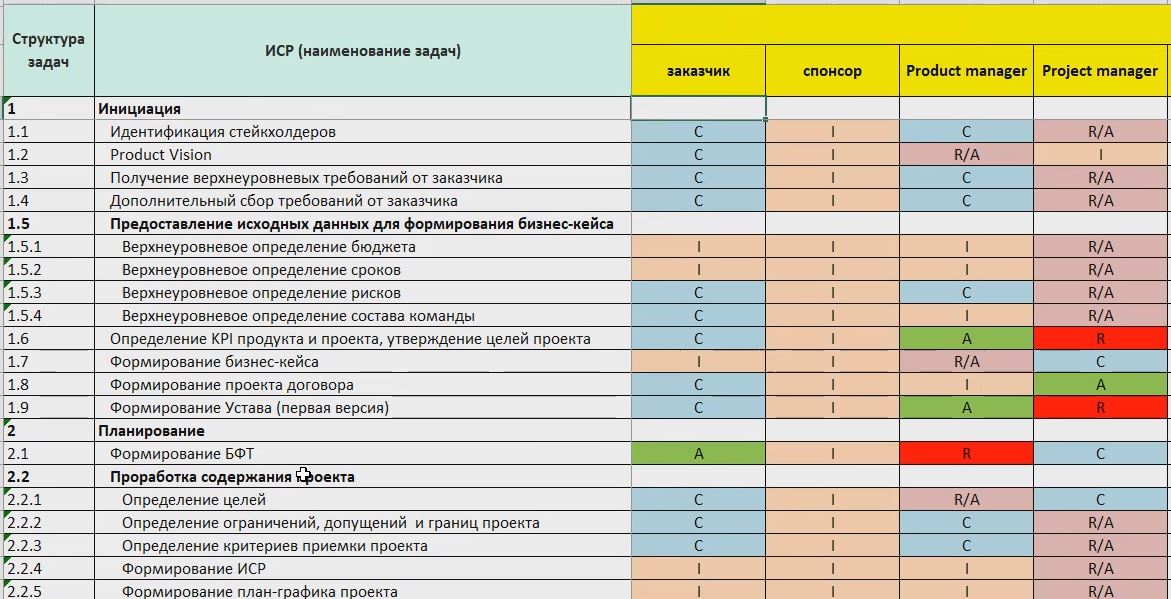 Структура задач ИСР (наименование задач) заказчик спонсор Product manager Project manager
1 Инициация
1.1 Идентификация стейкхолдеров C I C R/A
1.2 Product Vision C I R/A I
1.3 Получение верхнеуровневых требований от заказчика C I C R/A
1.4 Дополнительный сбор требований от заказчика C I C R/A
1.5 Предоставление исходных данных для формирования бизнес-кейса
1.5.1 Верхнеуровневое определение бюджета I I I R/A
1.5.2 Верхнеуровневое определение сроков I I I R/A
1.5.3 Верхнеуровневое определение рисков C I C R/A
1.5.4 Верхнеуровневое определение состава команды C I I R/A
1.6 Определение KPI продукта и проекта, утверждение целей проекта C I A R
1.7 Формирование бизнес-кейса I I R/A C
1.8 Формирование проекта договора C I I A
1.9 Формирование Устава (первая версия) C I A R
2 Планирование
2.1 Формирование БФТ A I R C
2.2 Проработка содержания проекта
2.2.1 Определение целей C I R/A C
2.2.2 Определение ограничений, допущений и границ проекта C I C R/A
2.2.3 Определение критериев приемки проекта C I C R/A
2.2.4 Формирование ИСР I I I R/A
2.2.5 Формирование план-графика проекта I I I R/A